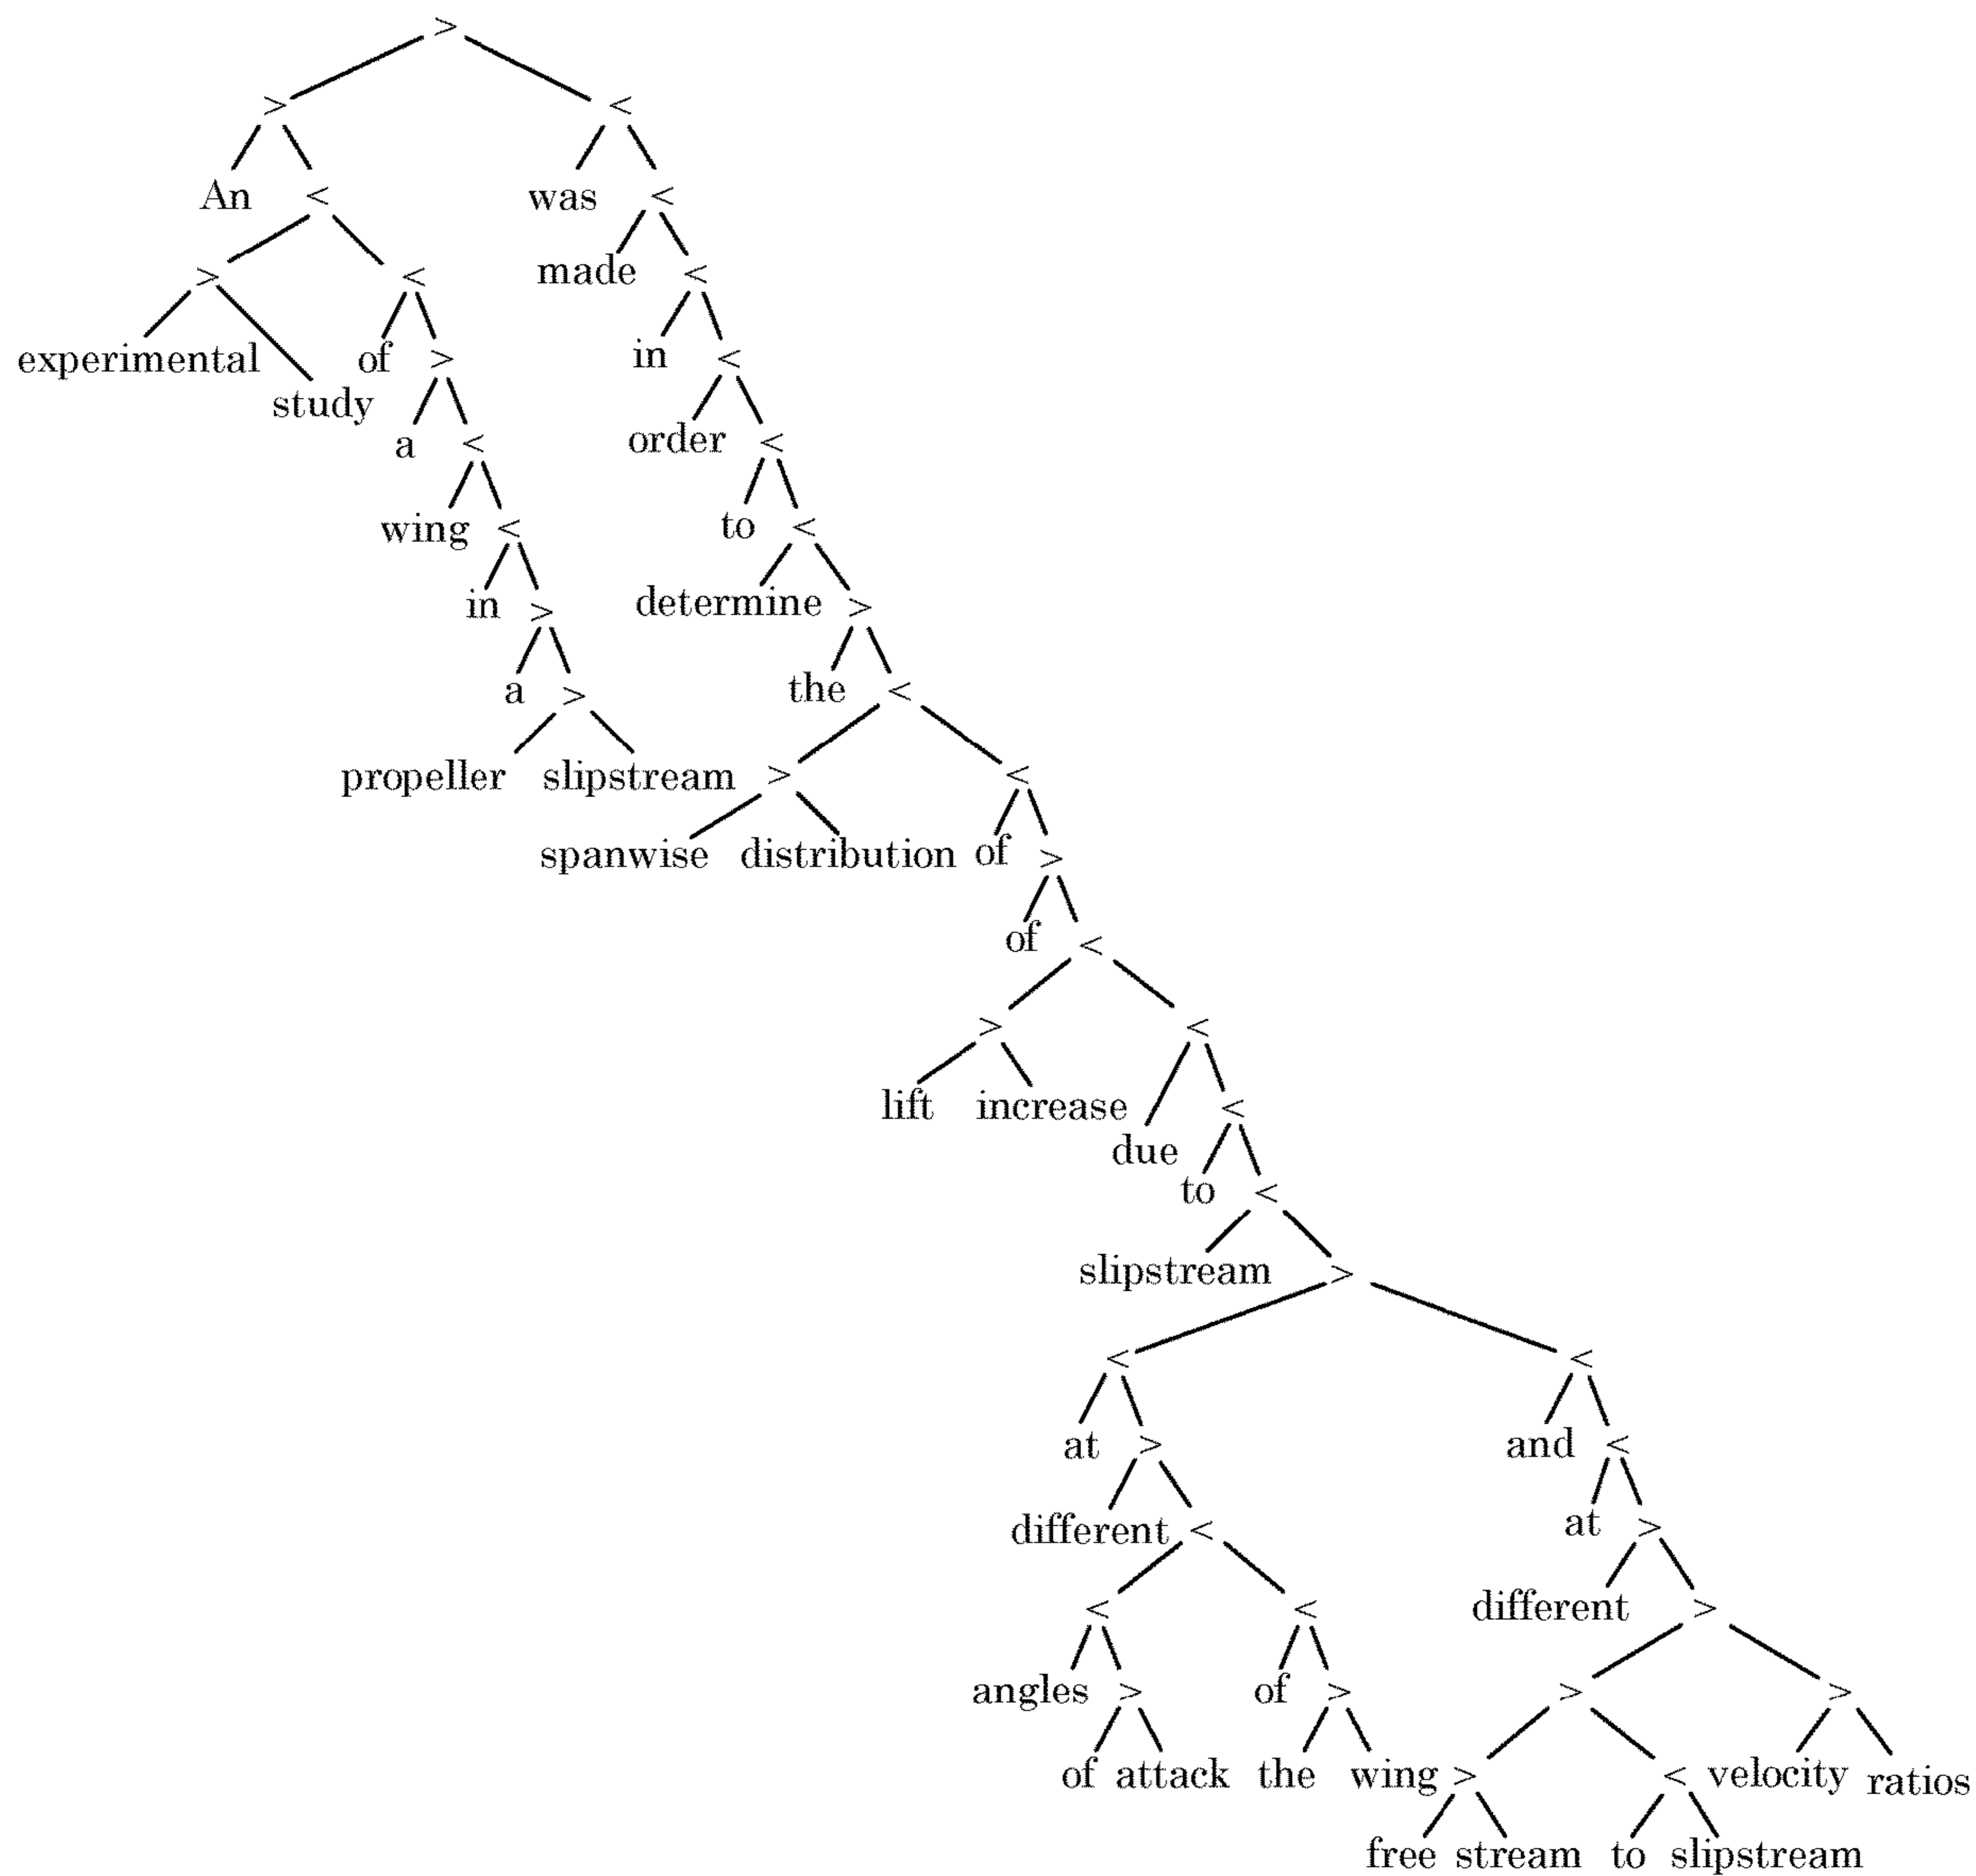 >
> <
An < was <
> < made <
experimental of > in <
study a < order <
wing < to <
in > determine >
a > the <
propeller slipstream > <
spanwise distribution of >
of <
> <
lift increase <
due
to <
slipstream >
< <
at > and <
different < at >
< < different >
angles > of > > >
of attack the wing > < velocity ratios
free stream to slipstream